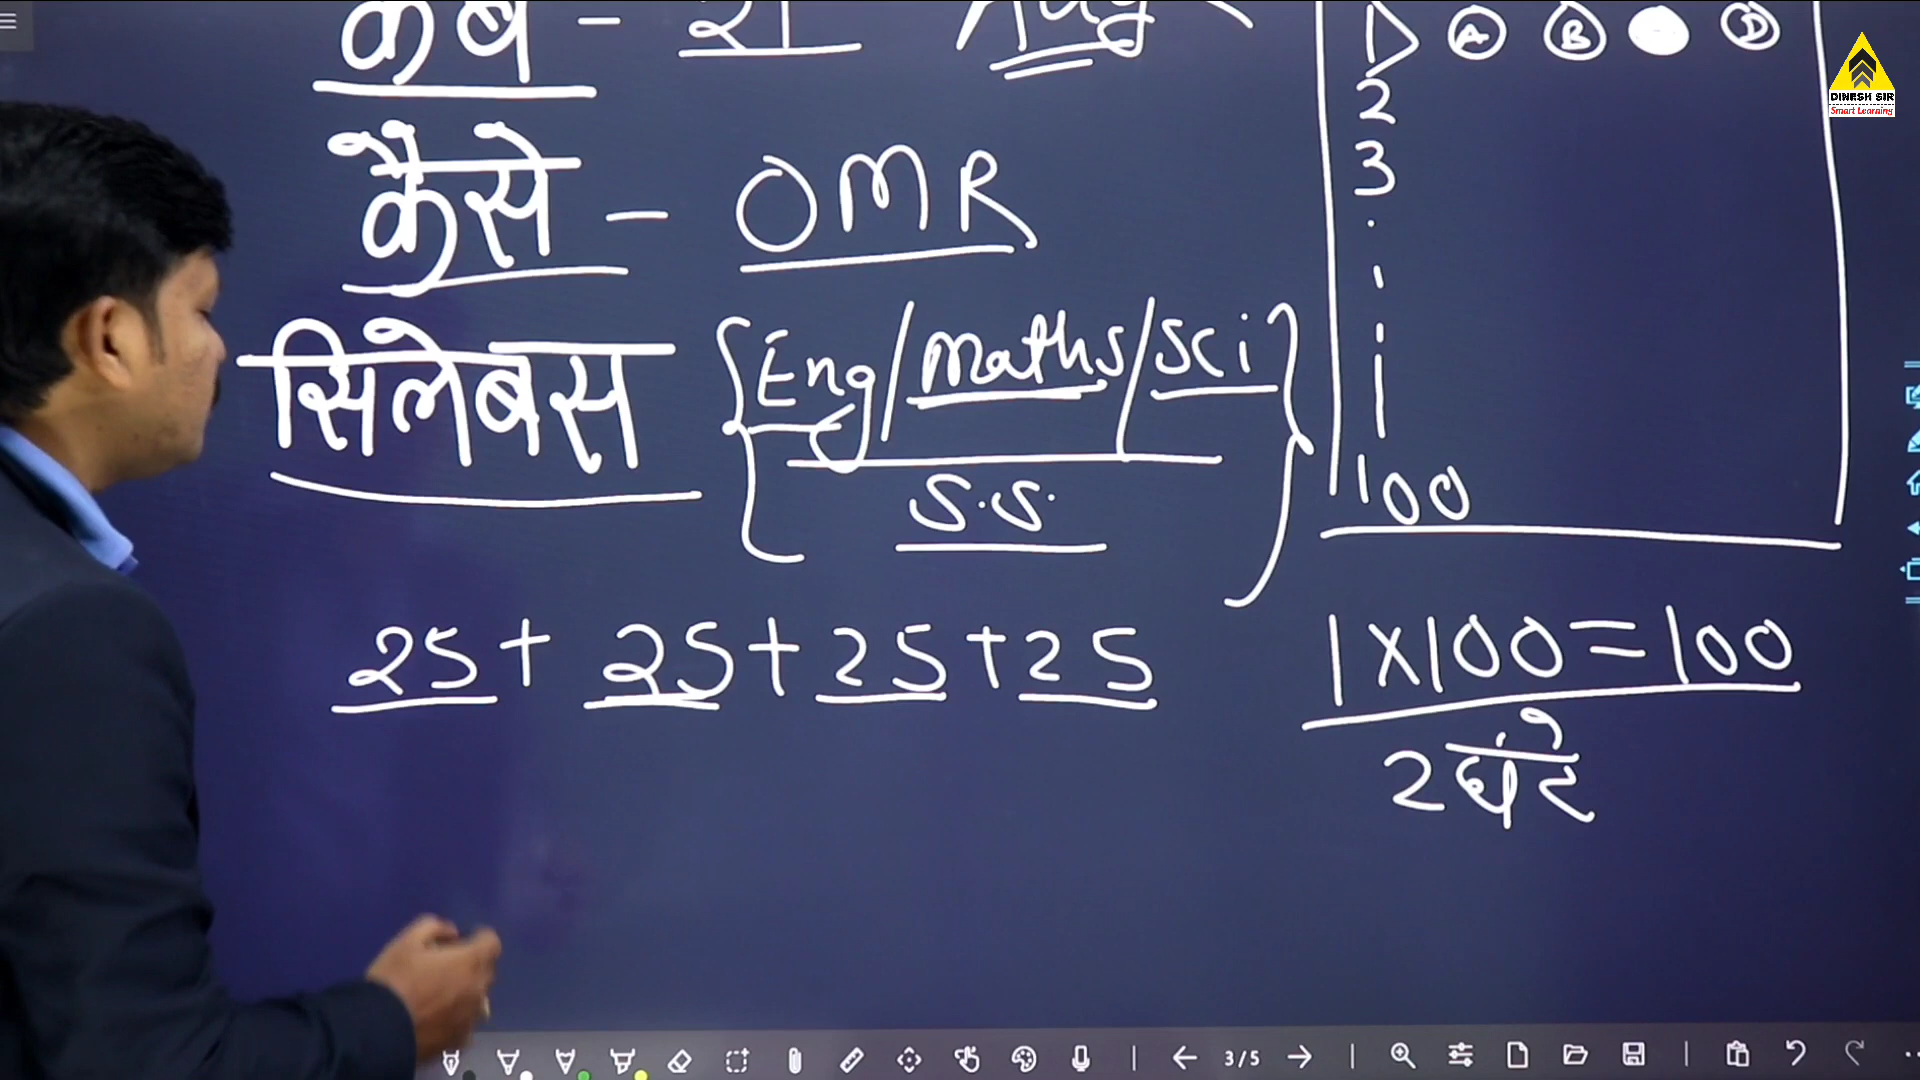 कब - 21 Aug
कैसे - OMR
सिलेबस { Eng / Maths / Sci }
S.S.
25 + 25 + 25 + 25
1 A B D
2
3
100
1 x 100 = 100
2 घंटे
DINESH SIR
Smart Learning
3/5